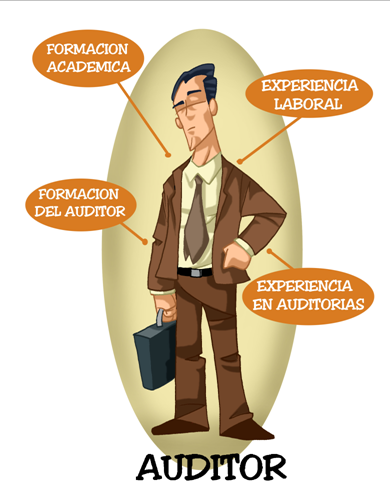 FORMACION
ACADEMICA
EXPERIENCIA
LABORAL
FORMACION
DEL AUDITOR
EXPERIENCIA
EN AUDITORIAS
AUDITOR